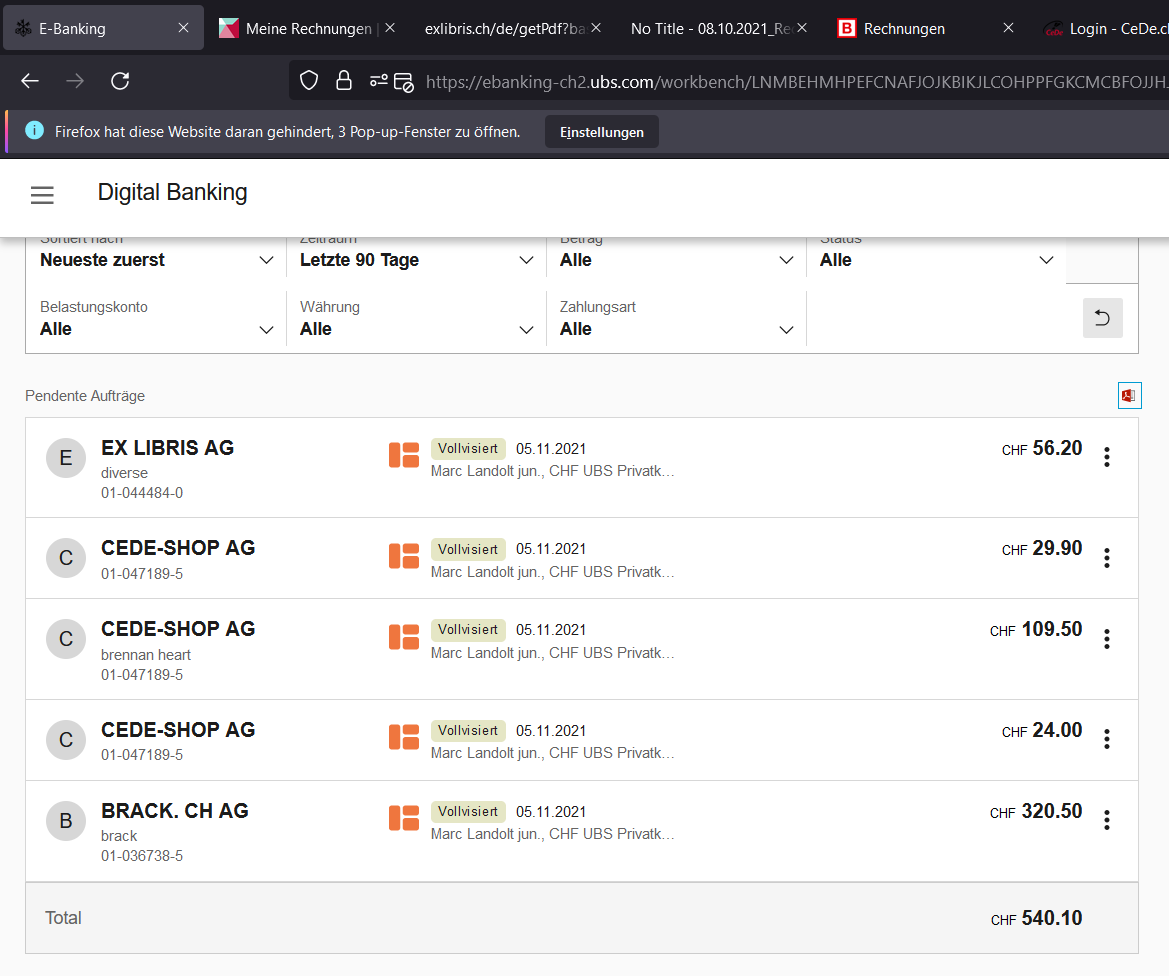 E-Banking
Meine Rechnungen |
exlibris.ch/de/getPdf?ba
No Title - 08.10.2021_Re
B Rechnungen
CeDe Login - CeDe.c
https://ebanking-ch2.ubs.com/workbench/LNMBEHMHPEFCNAFJOJKBIKJLCOHPPFGKCMCBFOJJHJ
Firefox hat diese Website daran gehindert, 3 Pop-up-Fenster zu öffnen. Einstellungen
Digital Banking
Sortiert nach Zeitraum Betrag Status
Neueste zuerst Letzte 90 Tage Alle Alle
Belastungskonto Währung Zahlungsart
Alle Alle Alle
Pendente Aufträge
E EX LIBRIS AG Vollvisiert 05.11.2021 CHF 56.20
diverse Marc Landolt jun., CHF UBS Privatk...
01-044484-0
C CEDE-SHOP AG Vollvisiert 05.11.2021 CHF 29.90
01-047189-5 Marc Landolt jun., CHF UBS Privatk...
C CEDE-SHOP AG Vollvisiert 05.11.2021 CHF 109.50
brennan heart Marc Landolt jun., CHF UBS Privatk...
01-047189-5
C CEDE-SHOP AG Vollvisiert 05.11.2021 CHF 24.00
01-047189-5 Marc Landolt jun., CHF UBS Privatk...
B BRACK. CH AG Vollvisiert 05.11.2021 CHF 320.50
brack Marc Landolt jun., CHF UBS Privatk...
01-036738-5
Total CHF 540.10